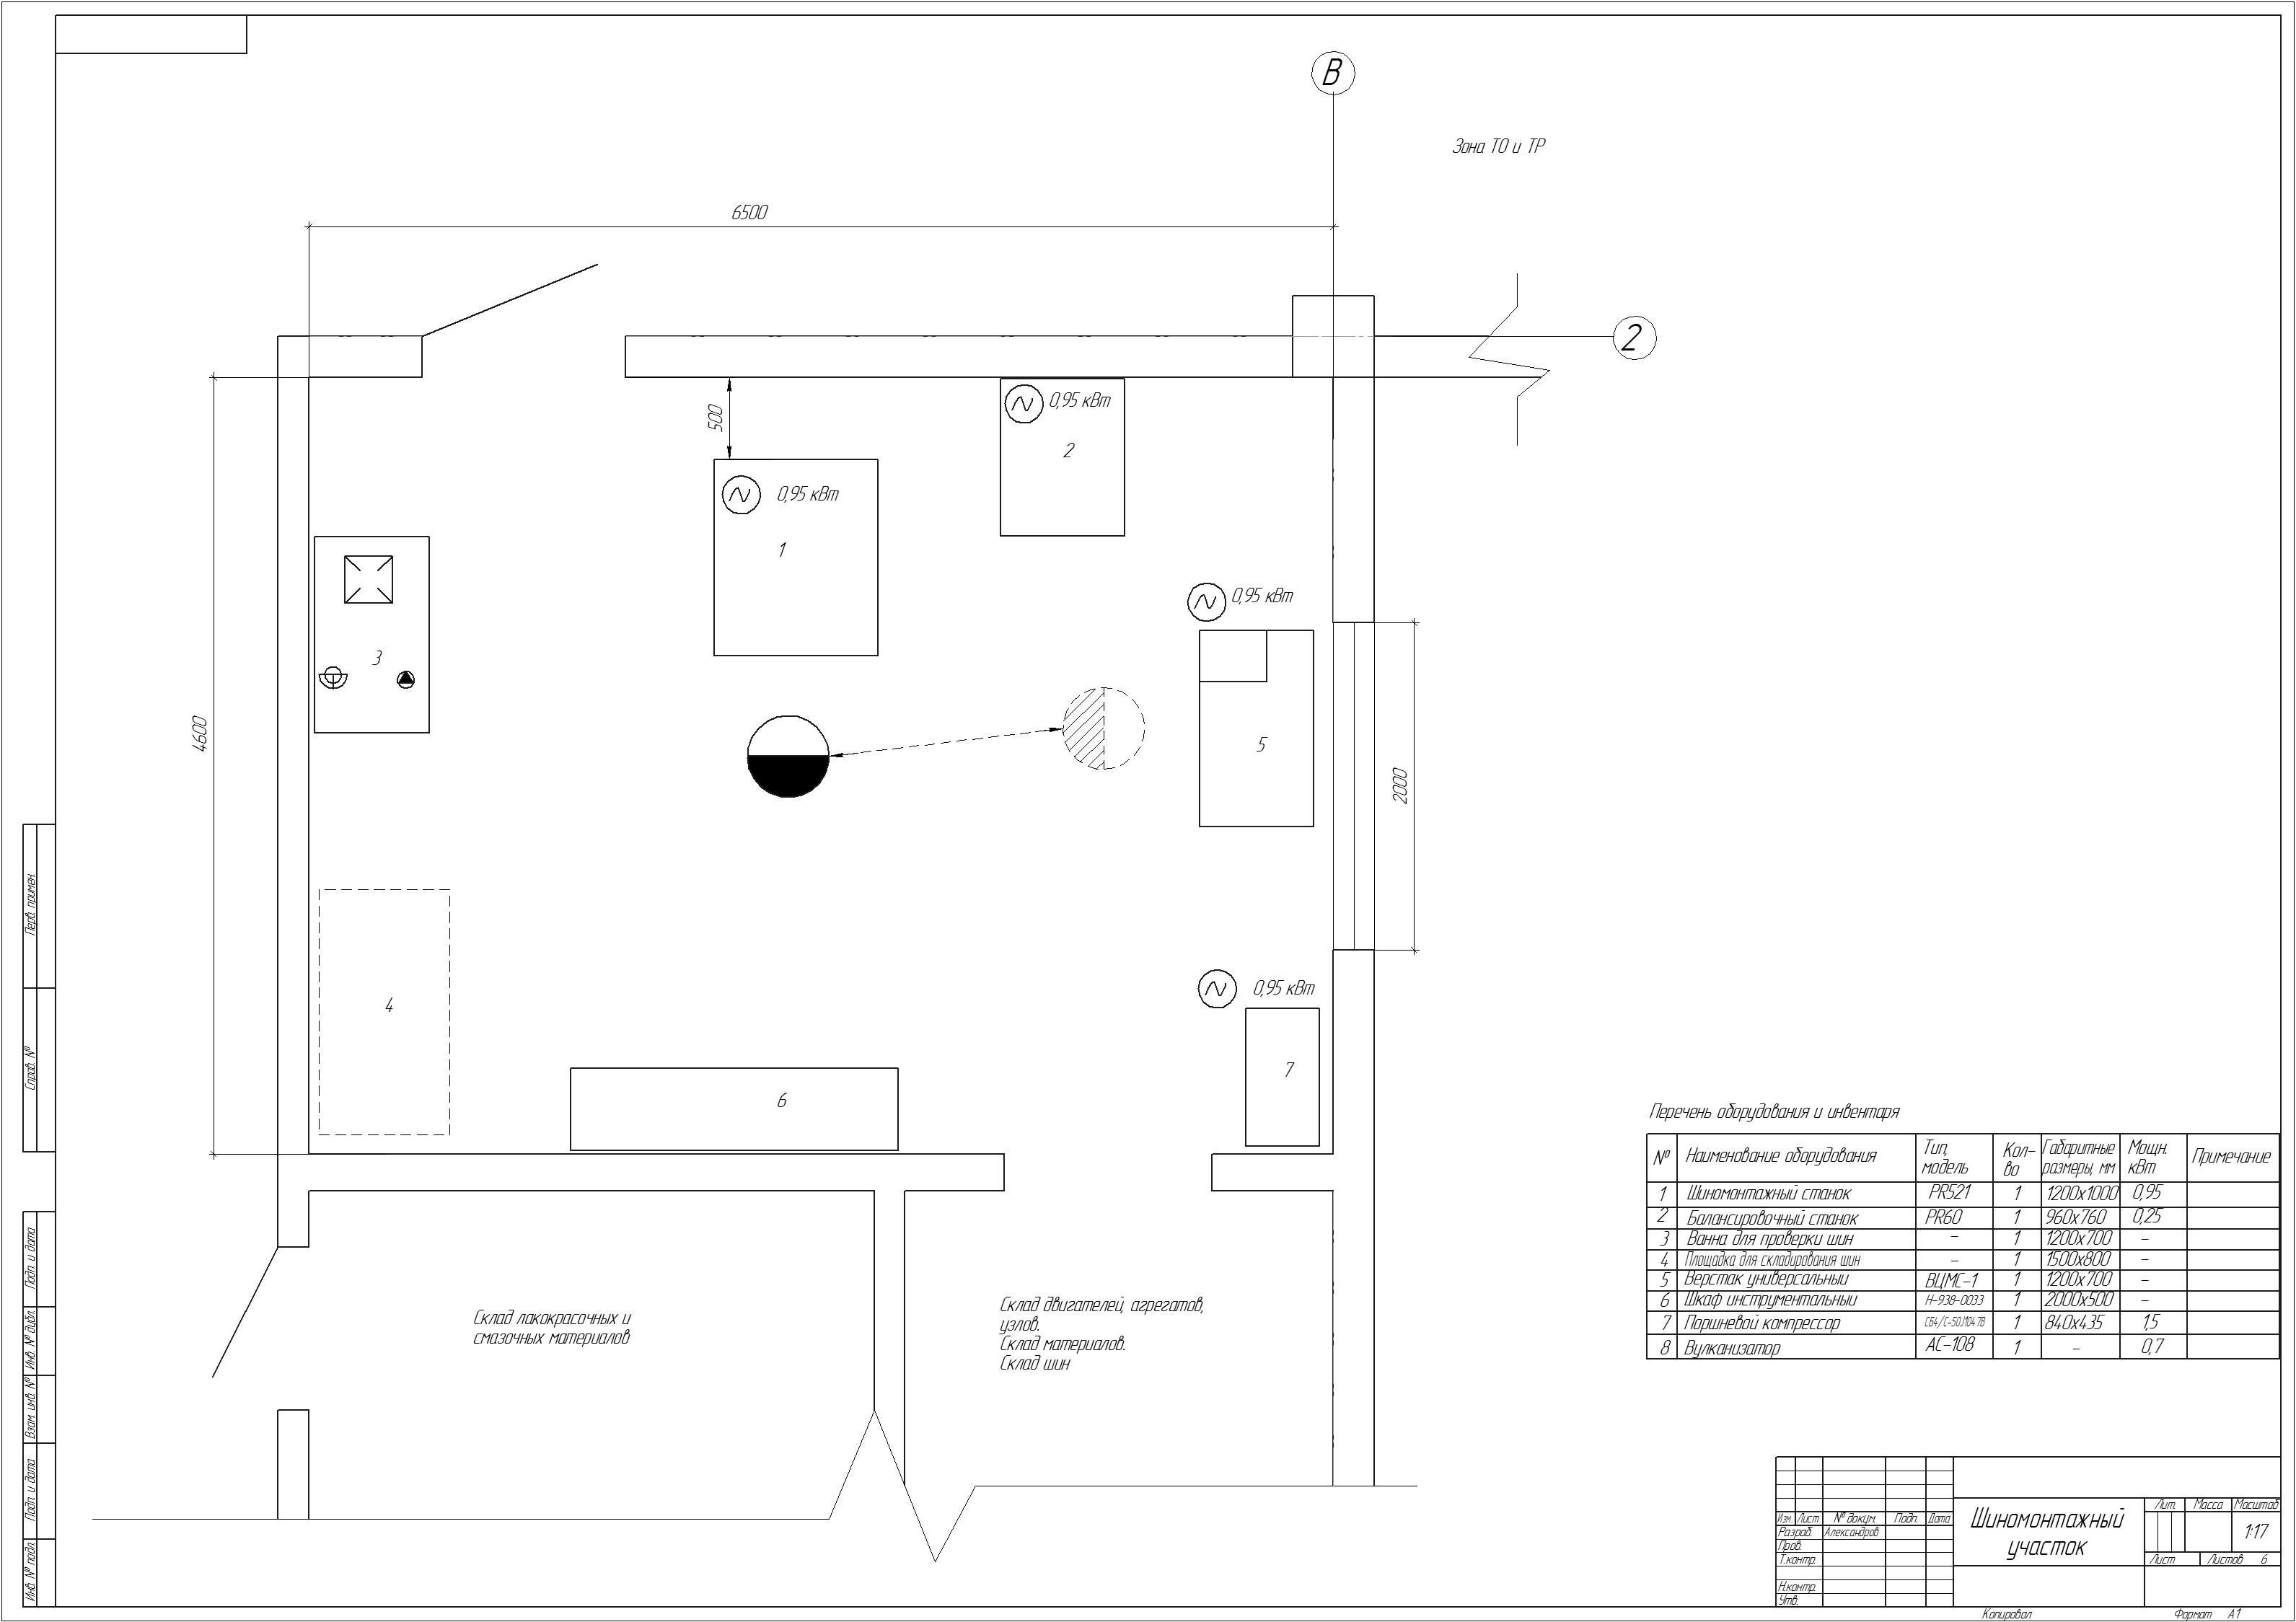 В
Зона ТО и ТР
6500
2
500
0,95 кВт
2
0,95 кВт
1
0,95 кВт
3
4600
5
2000
Перв. примен.
0,95 кВт
4
Справ. №
7
6
Перечень оборудования и инвентаря
№ Наименование оборудования Тип, модель Кол-во Габаритные размеры, мм Мощн. кВт Примечание
1 Шиномонтажный станок PR521 1 1200х1000 0,95
2 Балансировочный станок PR60 1 960х760 0,25
3 Ванна для проверки шин – 1 1200х700 –
4 Площадка для складирования шин – 1 1500х800 –
5 Верстак универсальный ВЦМС-1 1 1200х700 –
6 Шкаф инструментальный Н-938-0033 1 2000х500 –
7 Поршневой компрессор 1 840х435 1,5
8 Вулканизатор АС-108 1 – 0,7
Склад лакокрасочных и
смазочных материалов
Склад двигателей, агрегатов,
узлов.
Склад материалов.
Склад шин
Подп. и дата
Инв. № дубл.
Взам. инв. №
Подп. и дата
Инв. № подл.
Изм. Лист № докум. Подп. Дата
Разраб. Александров
Пров.
Т.контр.
Н.контр.
Утв.
Шиномонтажный
участок
Лит. Масса Масштаб
1:17
Лист Листов 6
Копировал Формат А1